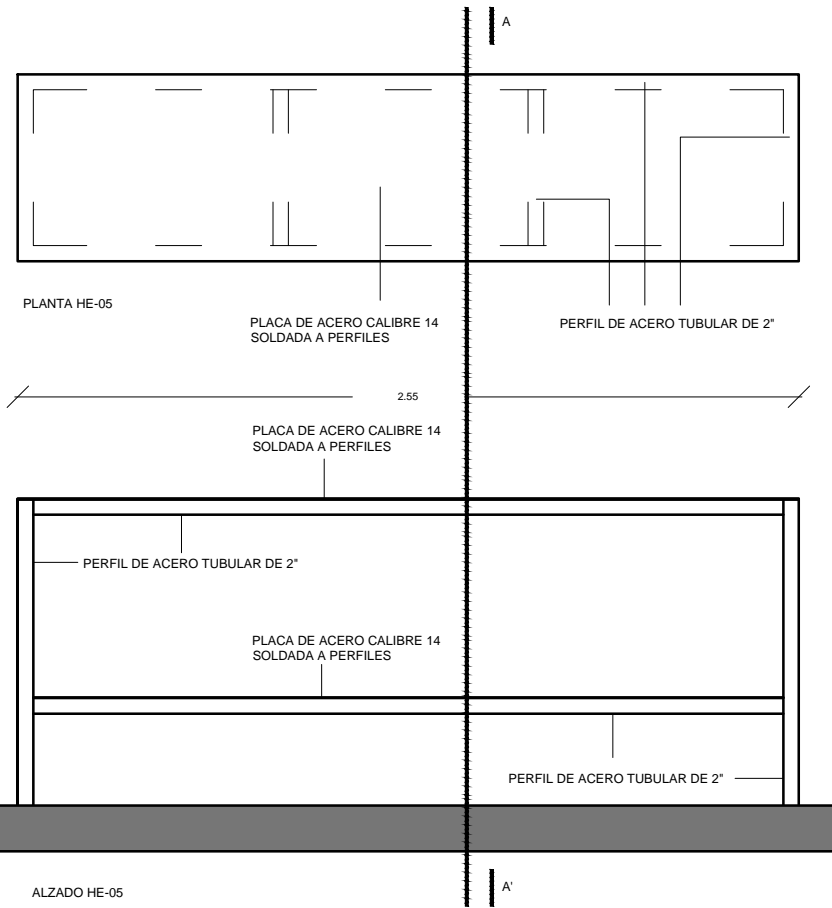 A
PLANTA HE-05
PLACA DE ACERO CALIBRE 14
SOLDADA A PERFILES
PERFIL DE ACERO TUBULAR DE 2"
2.55
PLACA DE ACERO CALIBRE 14
SOLDADA A PERFILES
PERFIL DE ACERO TUBULAR DE 2"
PLACA DE ACERO CALIBRE 14
SOLDADA A PERFILES
PERFIL DE ACERO TUBULAR DE 2"
ALZADO HE-05
A'